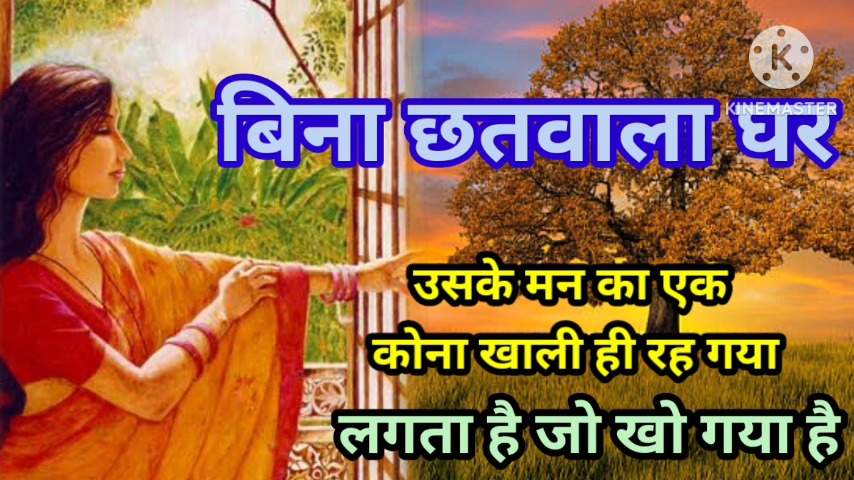 बिना छतवाला घर
K
KINEMASTER
उसके मन का एक
कोना खाली ही रह गया
लगता है जो खो गया है